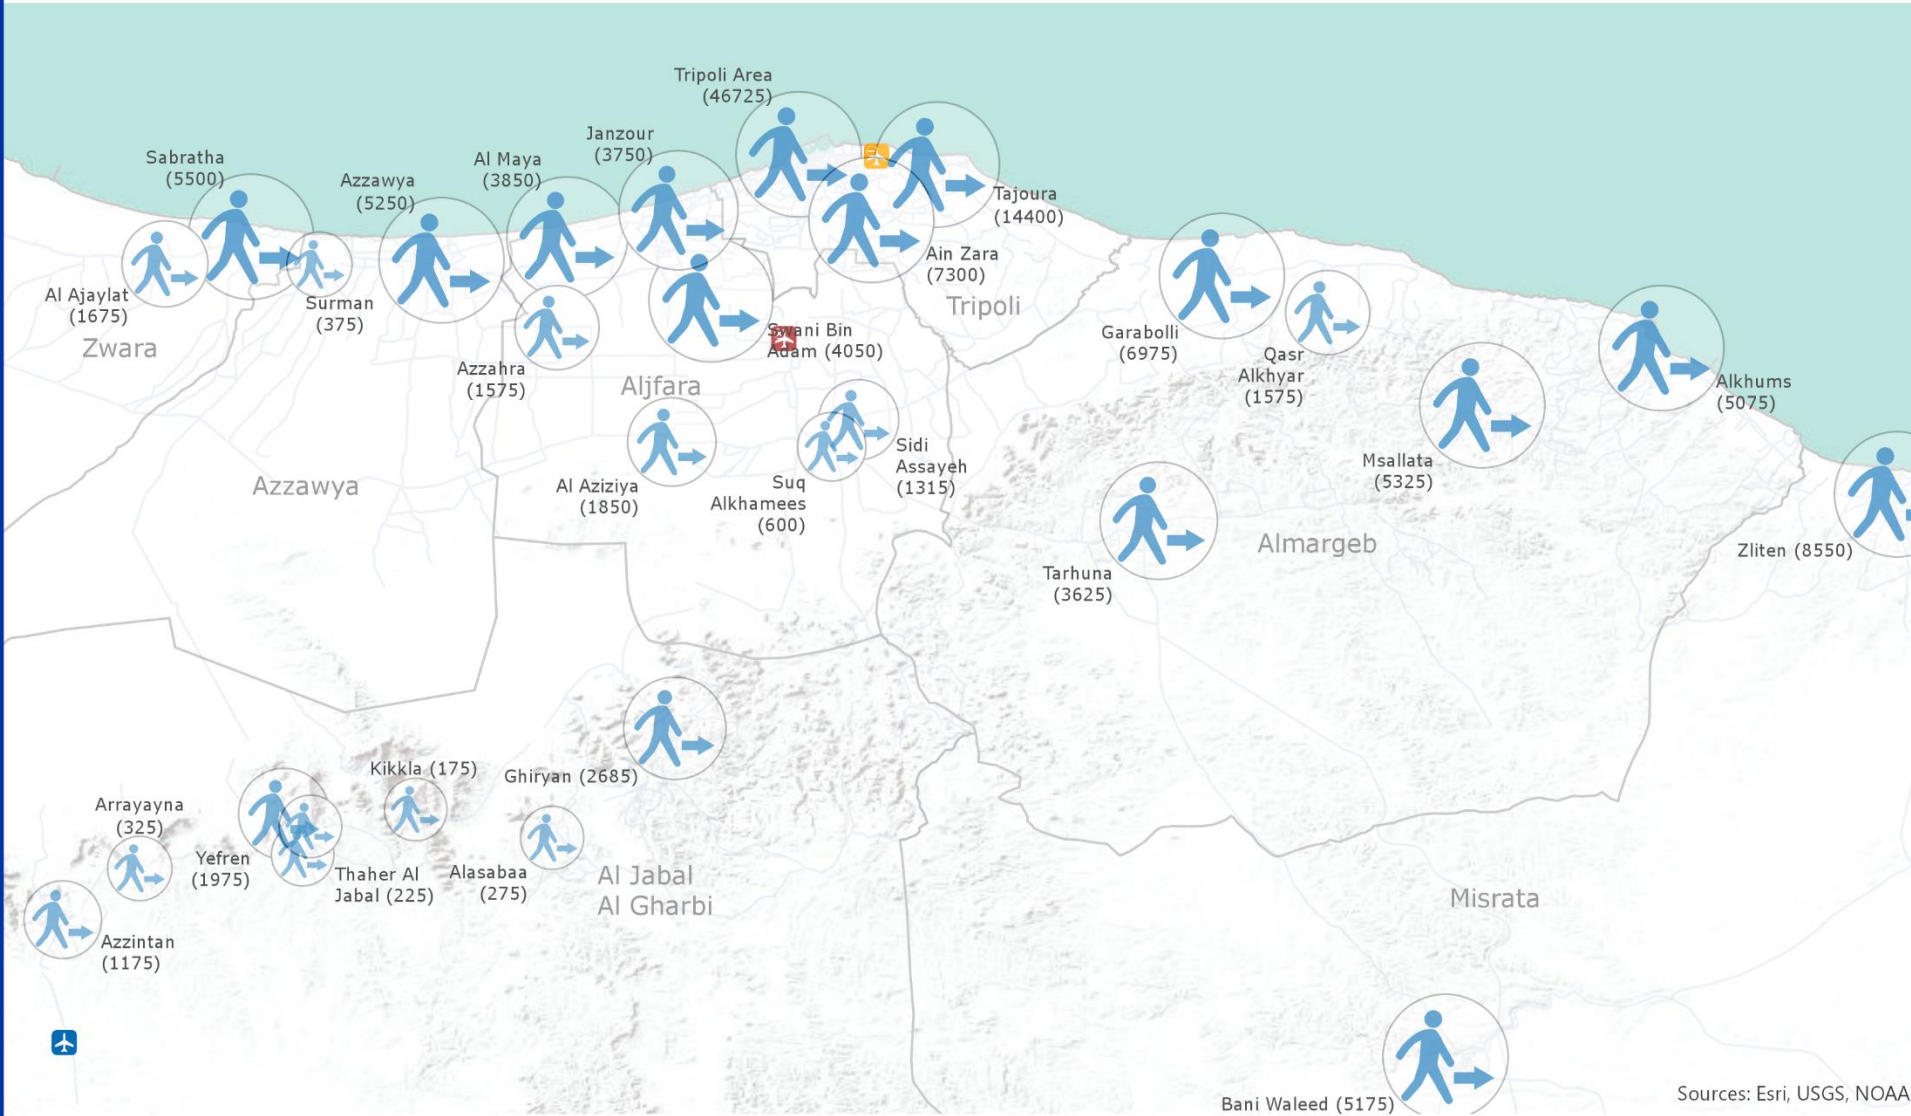 Tripoli Area
(46725)
Janzour
(3750)
Sabratha
(5500)
Al Maya
(3850)
Azzawya
(5250)
Tajoura
(14400)
Ain Zara
(7300)
Al Ajaylat
(1675)
Surman
(375)
Zwara
Tripoli
Garabolli
(6975)
Swani Bin
Adam (4050)
Qasr
Alkhyar
(1575)
Azzahra
(1575)
Aljfara
Alkhums
(5075)
Sidi
Assayeh
(1315)
Msallata
(5325)
Azzawya
Al Aziziya
(1850)
Suq
Alkhamees
(600)
Almargeb
Zliten (8550)
Tarhuna
(3625)
Kikkla (175)
Ghiryan (2685)
Arrayayna
(325)
Yefren
(1975)
Thaher Al
Jabal (225)
Alasabaa
(275)
Al Jabal
Al Gharbi
Misrata
Azzintan
(1175)
Bani Waleed (5175)
Sources: Esri, USGS, NOAA